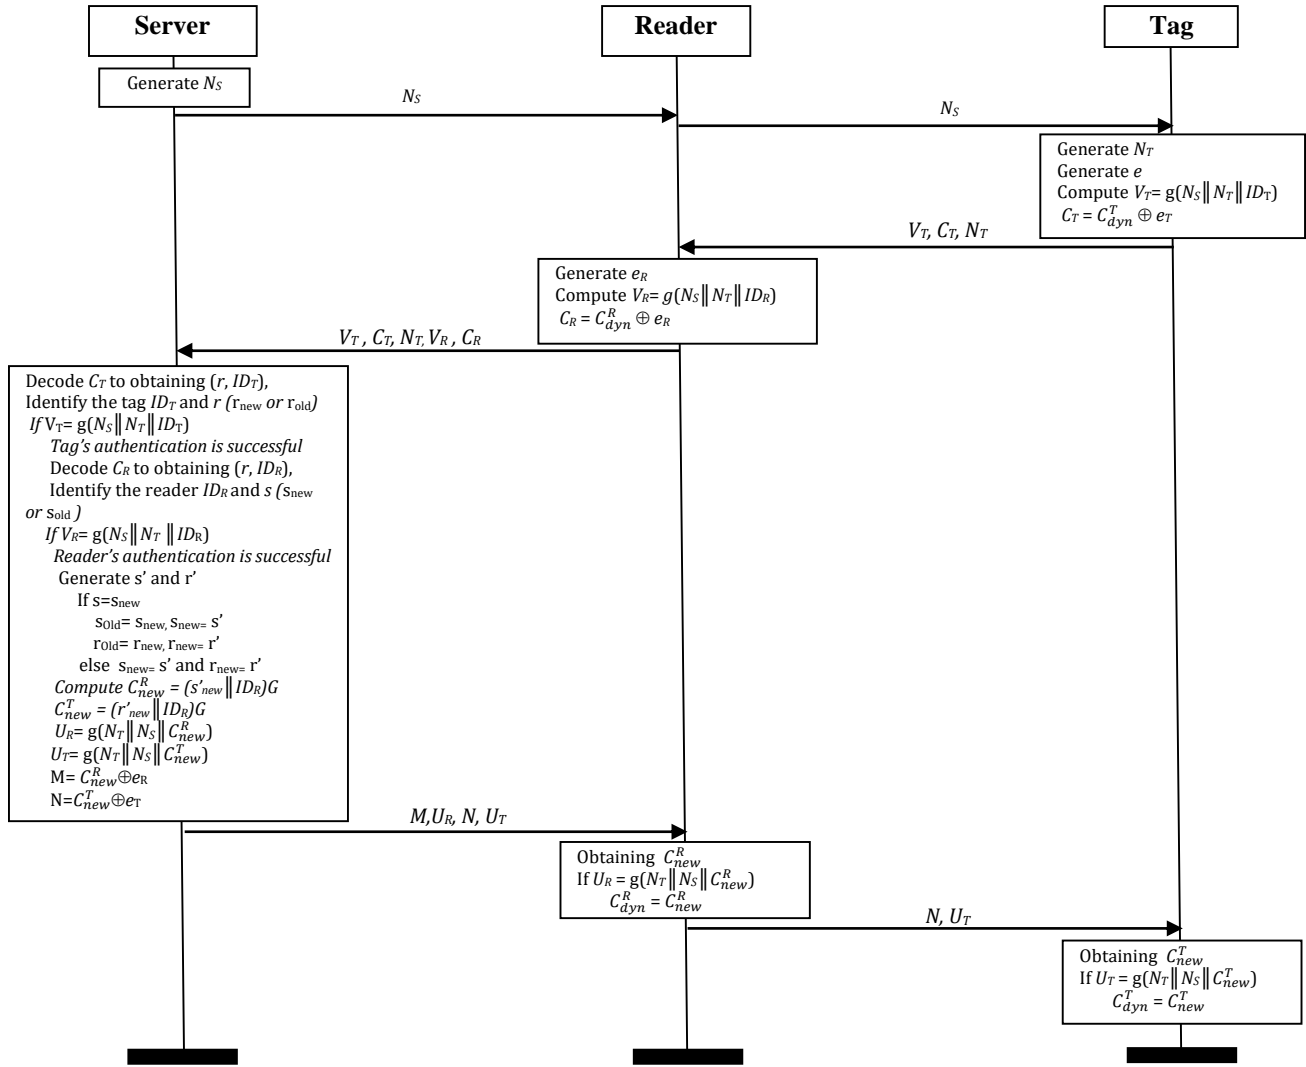 Server
Reader
Tag
Generate N_S
N_S
N_S
Generate N_T
Generate e
Compute V_T= g(N_S‖N_T‖ID_T)
C_T = C^T_dyn ⊕ e_T
V_T, C_T, N_T
Generate e_R
Compute V_R= g(N_S‖N_T‖ID_R)
C_R = C^R_dyn ⊕ e_R
V_T , C_T, N_T, V_R , C_R
Decode C_T to obtaining (r, ID_T),
Identify the tag ID_T and r (r_new or r_old)
If V_T= g(N_S‖N_T‖ID_T)
Tag's authentication is successful
Decode C_R to obtaining (r, ID_R),
Identify the reader ID_R and s (s_new
or s_old )
If V_R= g(N_S‖N_T ‖ID_R)
Reader's authentication is successful
Generate s' and r'
If s=s_new
s_Old= s_new, s_new= s'
r_Old= r_new, r_new= r'
else s_new= s' and r_new= r'
Compute C^R_new = (s'_new‖ID_R)G
C^T_new = (r'_new‖ID_R)G
U_R= g(N_T‖N_S‖C^R_new)
U_T= g(N_T‖N_S‖C^T_new)
M= C^R_new⊕e_R
N=C^T_new⊕e_T
M,U_R, N, U_T
Obtaining C^R_new
If U_R = g(N_T‖N_S‖C^R_new)
C^R_dyn = C^R_new
N, U_T
Obtaining C^T_new
If U_T = g(N_T‖N_S‖C^T_new)
C^T_dyn = C^T_new